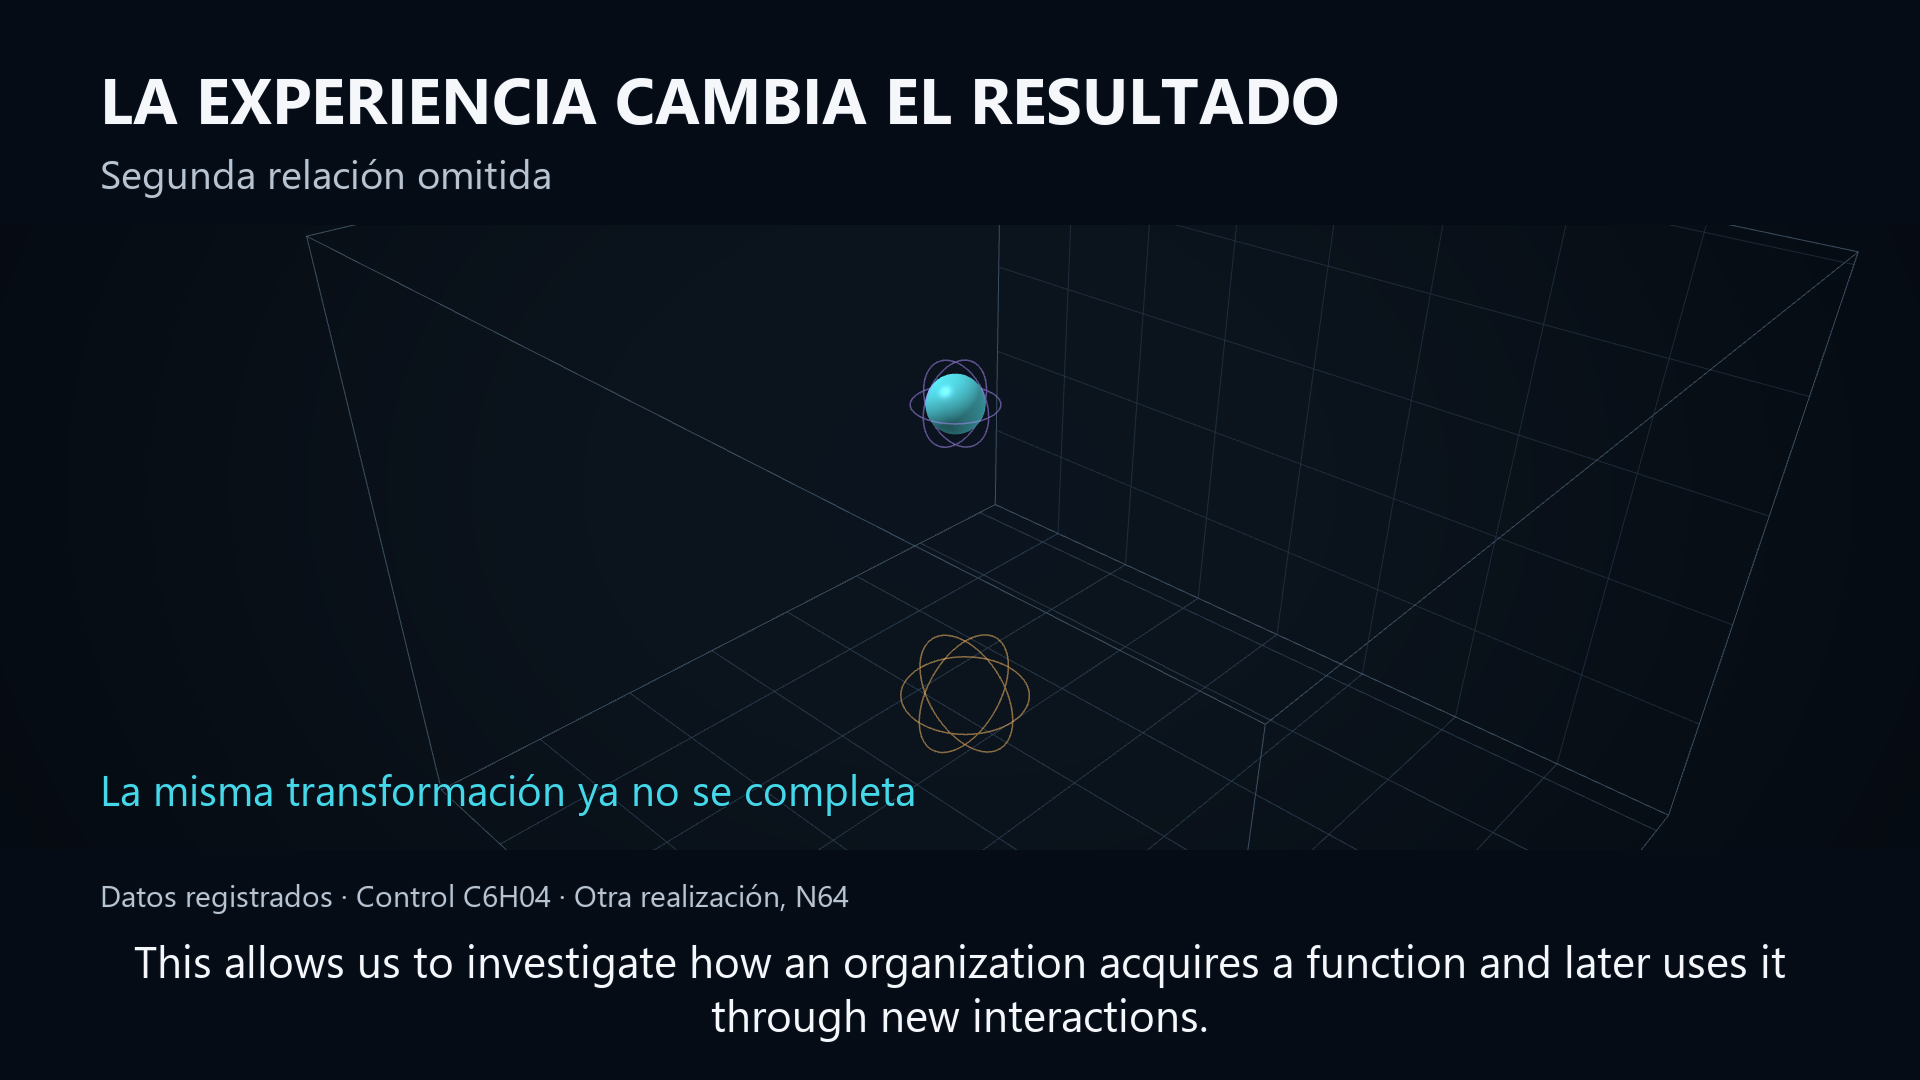 LA EXPERIENCIA CAMBIA EL RESULTADO
Segunda relación omitida
La misma transformación ya no se completa
Datos registrados · Control C6H04 · Otra realización, N64
This allows us to investigate how an organization acquires a function and later uses it
through new interactions.